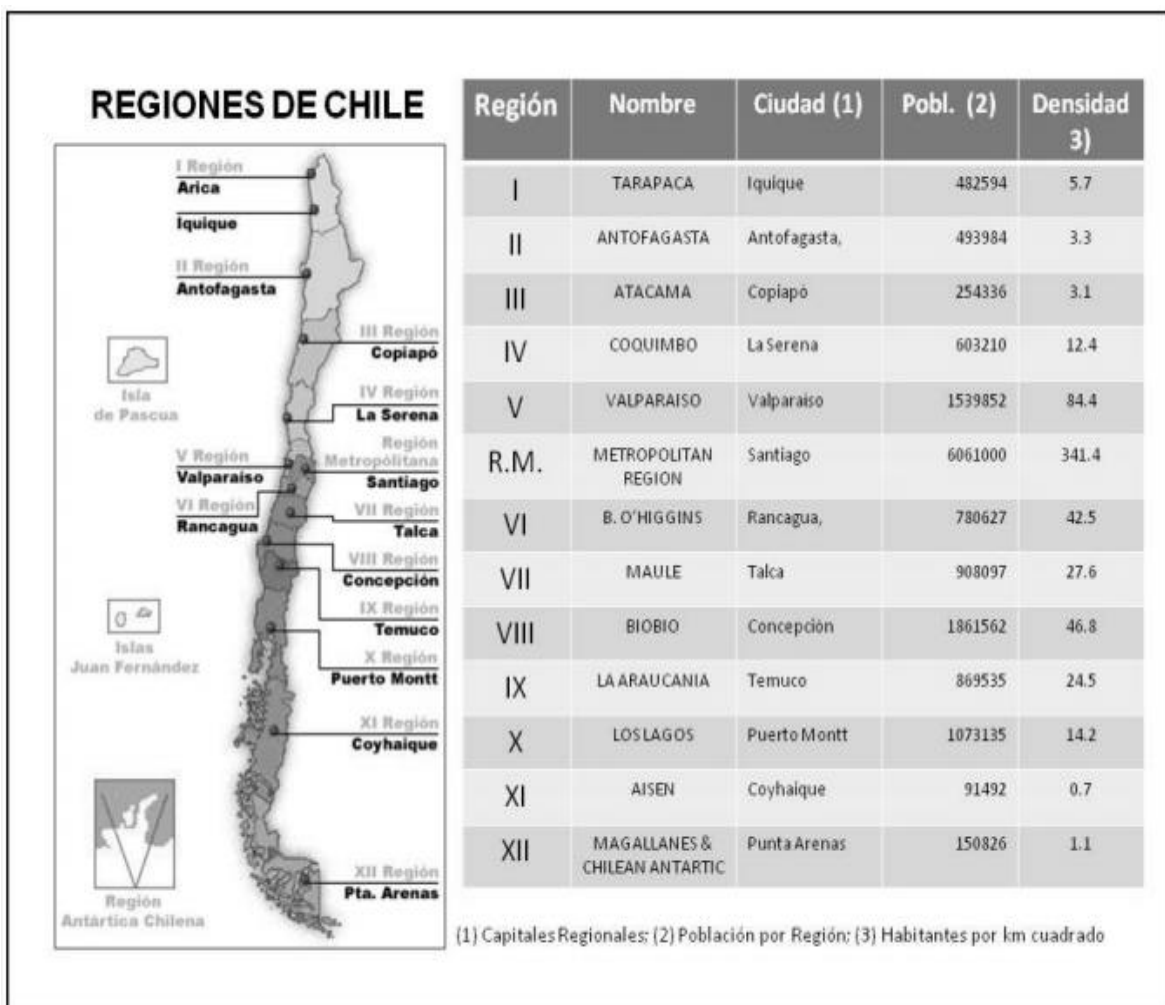 REGIONES DE CHILE
I Región
Arica
Iquique
II Región
Antofagasta
III Región
Copiapó
Isla
de Pascua
IV Región
La Serena
Región
Metropólitana
Santiago
V Región
Valparaíso
VI Región
Rancagua
VII Región
Talca
VIII Región
Concepción
IX Región
Temuco
Islas
Juan Fernández
X Región
Puerto Montt
XI Región
Coyhaique
XII Región
Pta. Arenas
Región
Antártica Chilena
Región Nombre Ciudad (1) Pobl. (2) Densidad
3)
I TARAPACA Iquique 482594 5.7
II ANTOFAGASTA Antofagasta, 493984 3.3
III ATACAMA Copiapó 254336 3.1
IV COQUIMBO La Serena 603210 12.4
V VALPARAISO Valparaiso 1539852 84.4
R.M. METROPOLITAN Santiago 6061000 341.4
REGION
VI B. O'HIGGINS Rancagua, 780627 42.5
VII MAULE Talca 908097 27.6
VIII BIOBIO Concepción 1861562 46.8
IX LA ARAUCANIA Temuco 869535 24.5
X LOS LAGOS Puerto Montt 1073135 14.2
XI AISEN Coyhaique 91492 0.7
XII MAGALLANES & Punta Arenas 150826 1.1
CHILEAN ANTARTIC
(1) Capitales Regionales; (2) Población por Región; (3) Habitantes por km cuadrado